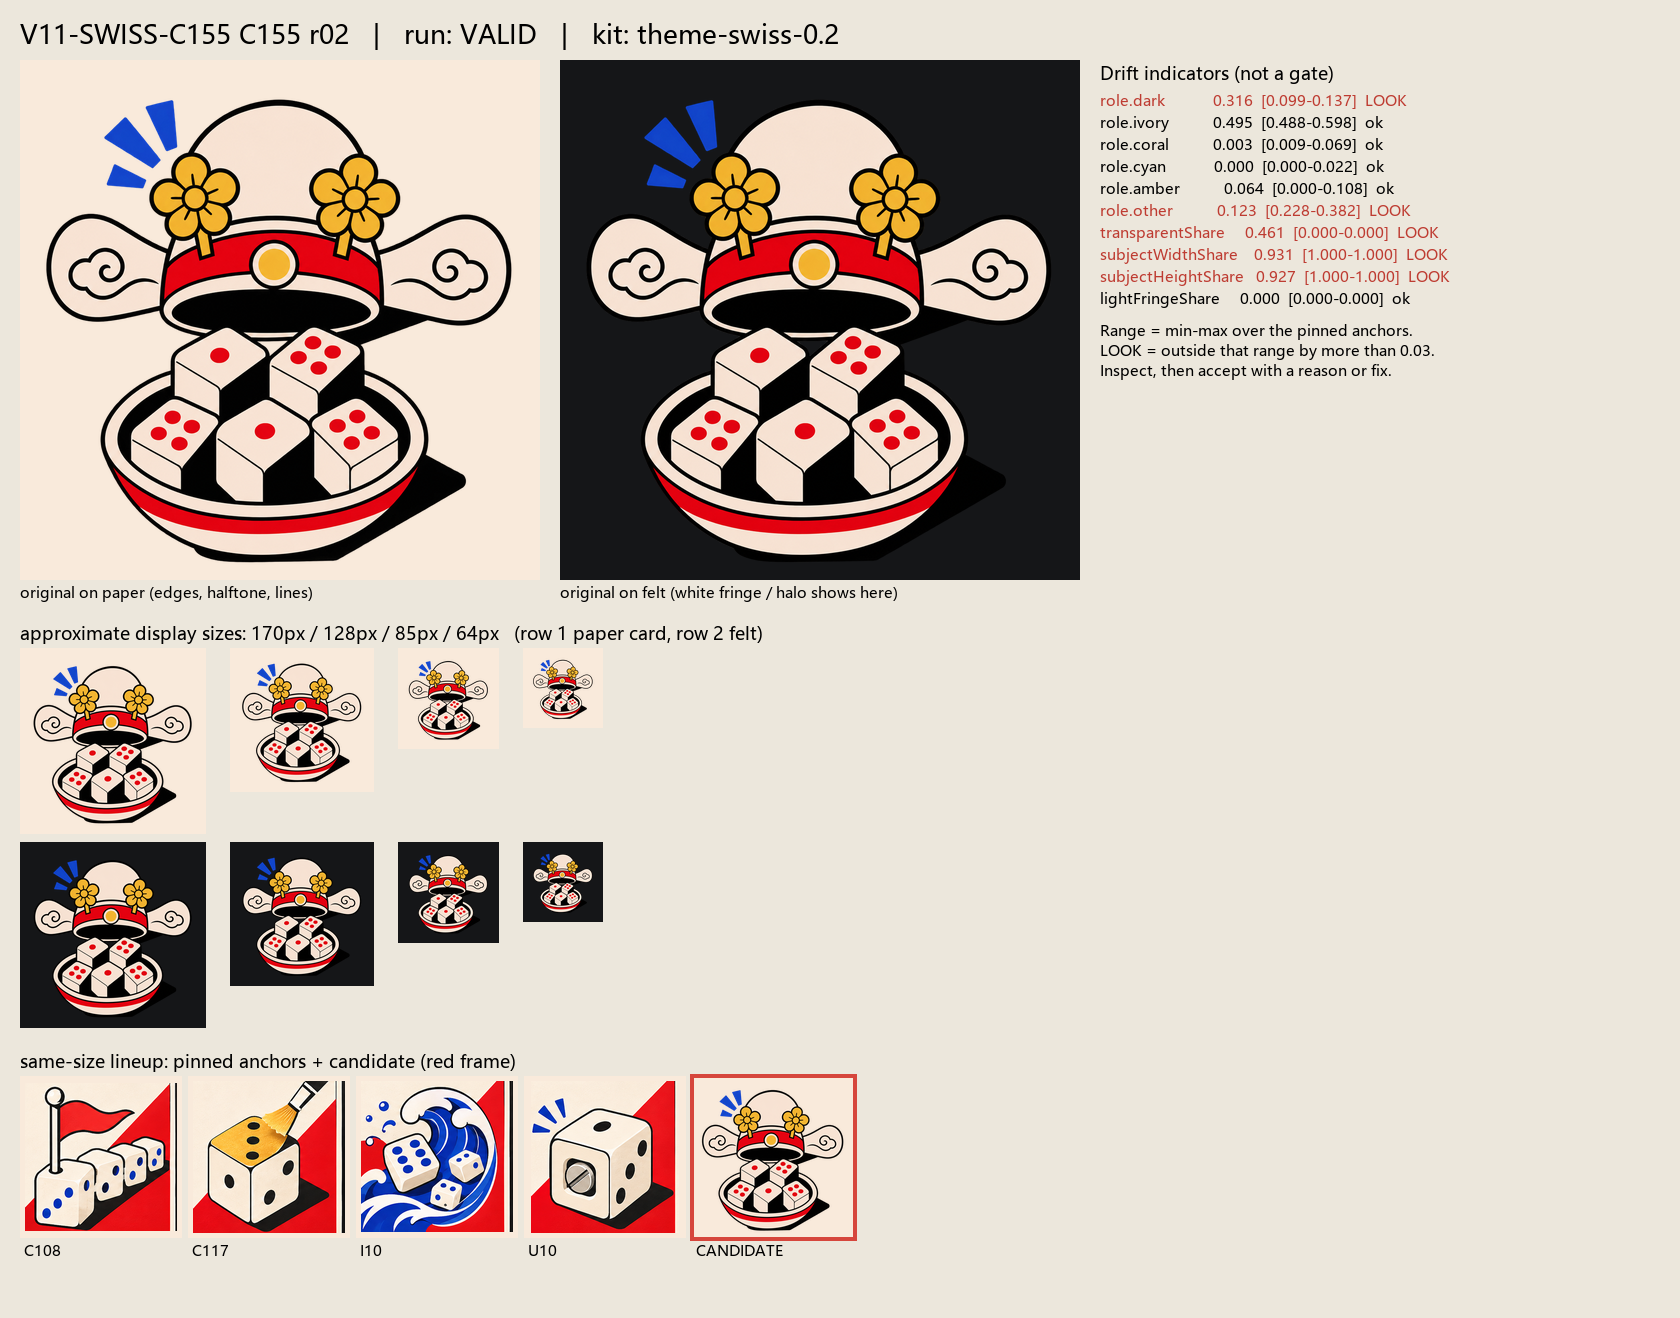 V11-SWISS-C155 C155 r02 | run: VALID | kit: theme-swiss-0.2
Drift indicators (not a gate)
role.dark 0.316 [0.099-0.137] LOOK
role.ivory 0.495 [0.488-0.598] ok
role.coral 0.003 [0.009-0.069] ok
role.cyan 0.000 [0.000-0.022] ok
role.amber 0.064 [0.000-0.108] ok
role.other 0.123 [0.228-0.382] LOOK
transparentShare 0.461 [0.000-0.000] LOOK
subjectWidthShare 0.931 [1.000-1.000] LOOK
subjectHeightShare 0.927 [1.000-1.000] LOOK
lightFringeShare 0.000 [0.000-0.000] ok
Range = min-max over the pinned anchors.
LOOK = outside that range by more than 0.03.
Inspect, then accept with a reason or fix.
original on paper (edges, halftone, lines)
original on felt (white fringe / halo shows here)
approximate display sizes: 170px / 128px / 85px / 64px (row 1 paper card, row 2 felt)
same-size lineup: pinned anchors + candidate (red frame)
C108
C117
I10
U10
CANDIDATE